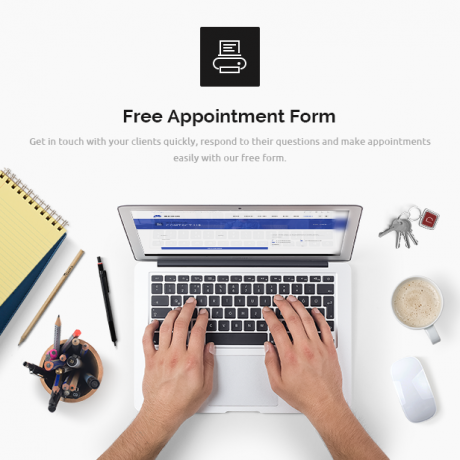 Free Appointment Form
Get in touch with your clients quickly, respond to their questions and make appointments
easily with our free form.